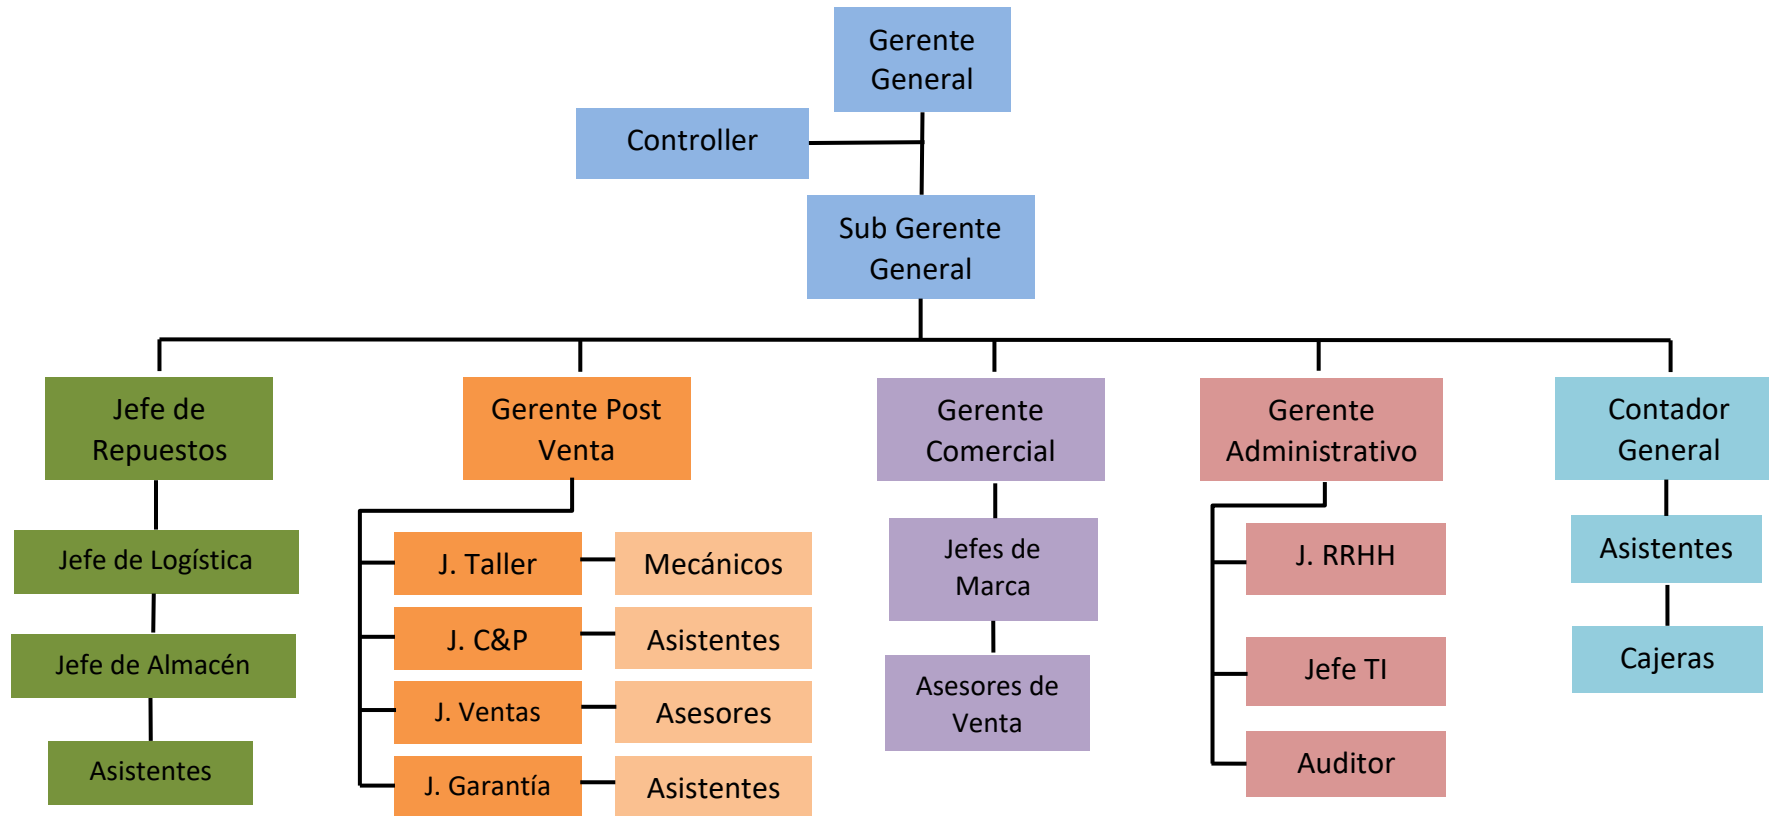 Gerente
General
Controller
Sub Gerente
General
Jefe de
Repuestos
Gerente Post
Venta
Gerente
Comercial
Gerente
Administrativo
Contador
General
Jefe de Logística
Jefe de Almacén
Asistentes
J. Taller
Mecánicos
J. C&P
Asistentes
J. Ventas
Asesores
J. Garantía
Asistentes
Jefes de
Marca
Asesores de
Venta
J. RRHH
Jefe TI
Auditor
Asistentes
Cajeras